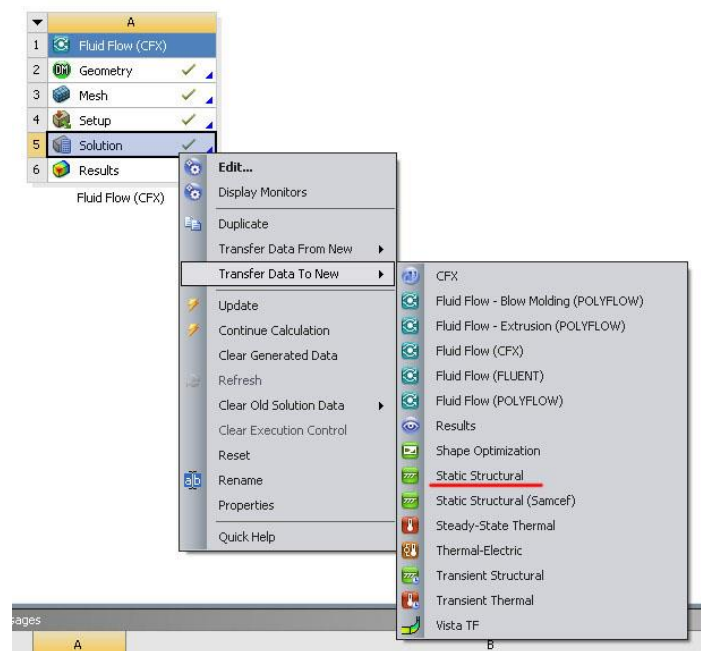 A
1 Fluid Flow (CFX)
2 DM Geometry
3 Mesh
4 Setup
5 Solution
6 Results
Fluid Flow (CFX)
Edit...
Display Monitors
Duplicate
Transfer Data From New
Transfer Data To New
Update
Continue Calculation
Clear Generated Data
Refresh
Clear Old Solution Data
Clear Execution Control
Reset
ab Rename
Properties
Quick Help
CFX
Fluid Flow - Blow Molding (POLYFLOW)
Fluid Flow - Extrusion (POLYFLOW)
Fluid Flow (CFX)
Fluid Flow (FLUENT)
Fluid Flow (POLYFLOW)
Results
Shape Optimization
Static Structural
Static Structural (Samcef)
Steady-State Thermal
Thermal-Electric
Transient Structural
Transient Thermal
Vista TF
sages
A B